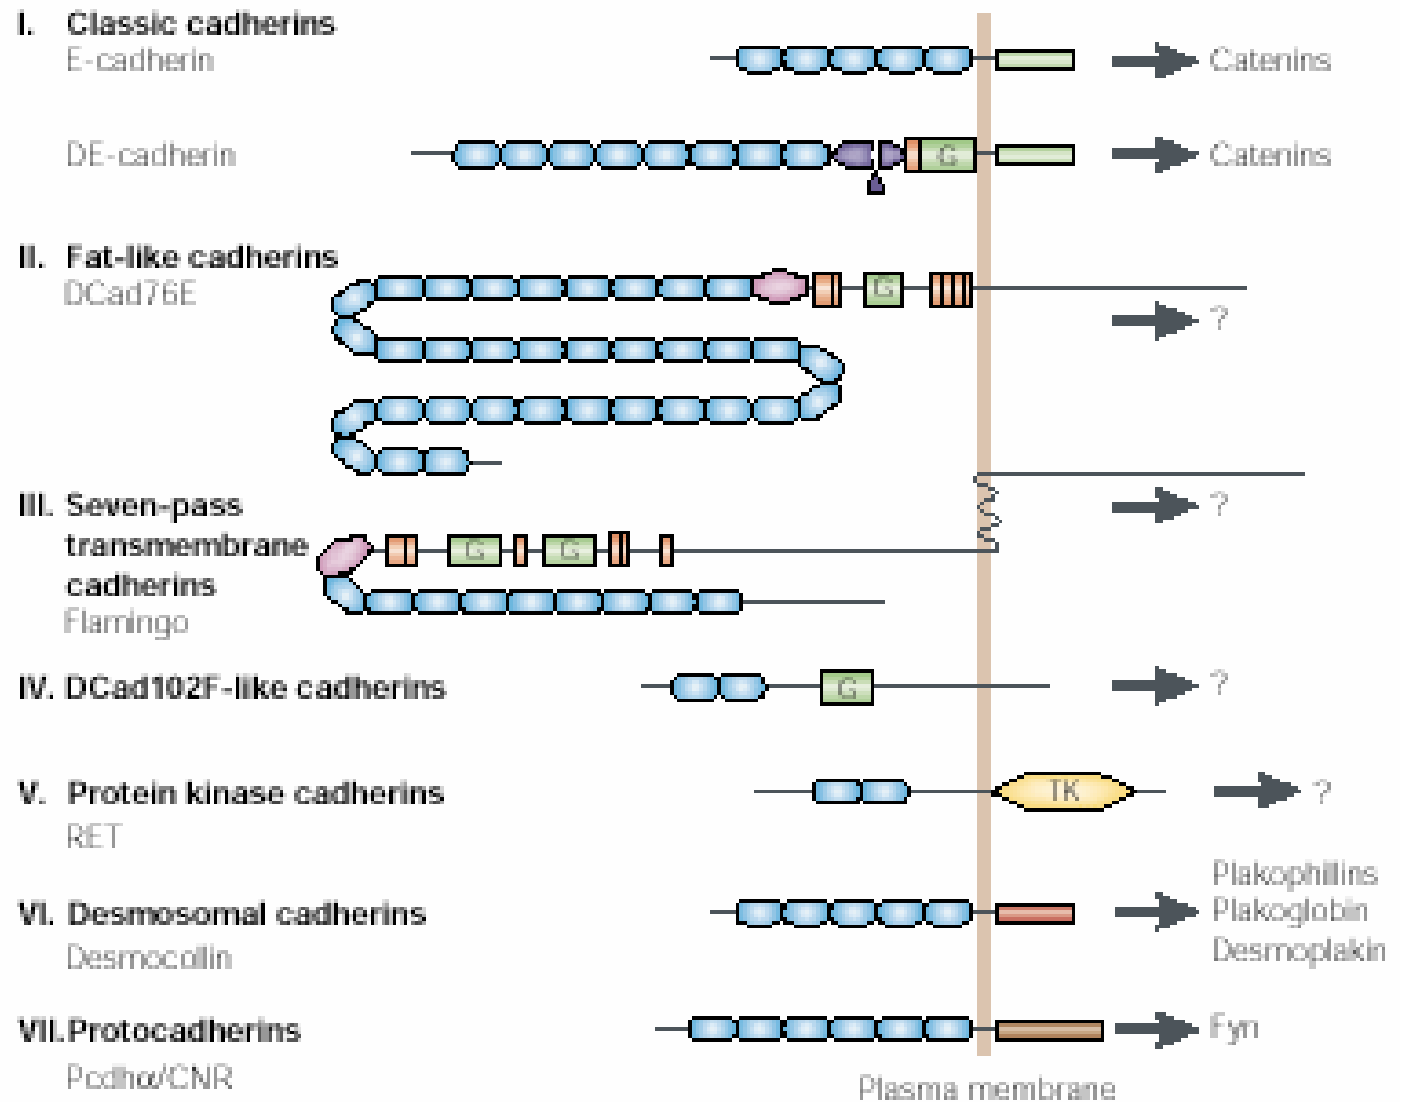 I. Classic cadherins
E-cadherin
Catenins
DE-cadherin
G
Catenins
II. Fat-like cadherins
DCad76E
G
?
III. Seven-pass
transmembrane
cadherins
Flamingo
G G
?
IV. DCad102F-like cadherins
G
?
V. Protein kinase cadherins
RET
TK
?
VI. Desmosomal cadherins
Desmocollin
Plakophillins
Plakoglobin
Desmoplakin
VII. Protocadherins
Pcdhα/CNR
Fyn
Plasma membrane